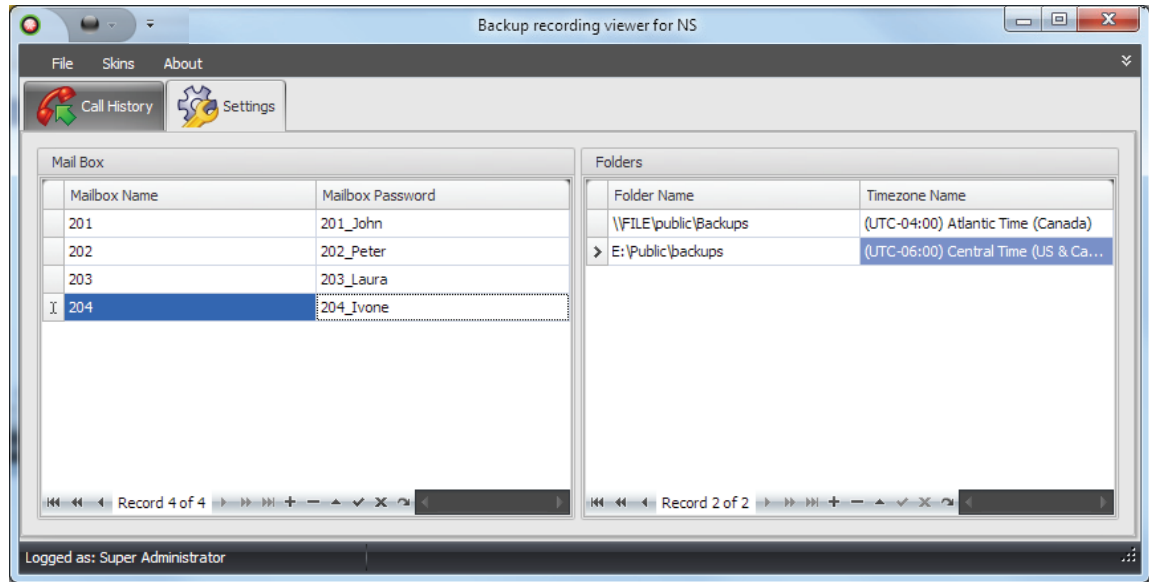 Backup recording viewer for NS
File Skins About
Call History Settings
Mail Box
Mailbox Name Mailbox Password
201 201_John
202 202_Peter
203 203_Laura
204 204_Ivone
Record 4 of 4
Folders
Folder Name Timezone Name
\\FILE\public\Backups (UTC-04:00) Atlantic Time (Canada)
E:\Public\backups (UTC-06:00) Central Time (US & Ca...
Record 2 of 2
Logged as: Super Administrator